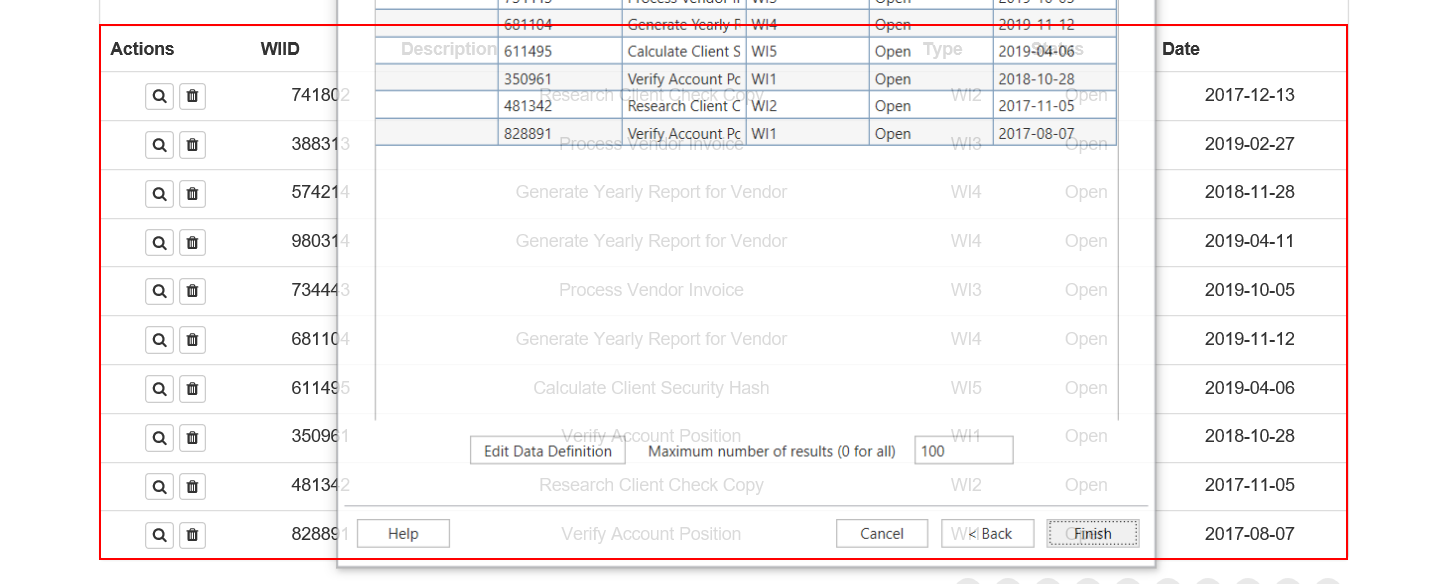 681104 Generate Yearly F WI4 Open 2019-11-12
Actions WIID Description Type Status Date
611495 Calculate Client S WI5 Open 2019-04-06
350961 Verify Account Po WI1 Open 2018-10-28
741802 Research Client Check Copy WI2 Open 2017-12-13
481342 Research Client C WI2 Open 2017-11-05
828891 Verify Account Po WI1 Open 2017-08-07
388313 Process Vendor Invoice WI3 Open 2019-02-27
574214 Generate Yearly Report for Vendor WI4 Open 2018-11-28
980314 Generate Yearly Report for Vendor WI4 Open 2019-04-11
734443 Process Vendor Invoice WI3 Open 2019-10-05
681104 Generate Yearly Report for Vendor WI4 Open 2019-11-12
611495 Calculate Client Security Hash WI5 Open 2019-04-06
350961 Verify Account Position WI1 Open 2018-10-28
Edit Data Definition Maximum number of results (0 for all) 100
481342 Research Client Check Copy WI2 Open 2017-11-05
828891 Verify Account Position WI1 Open 2017-08-07
Help Cancel < Back Finish